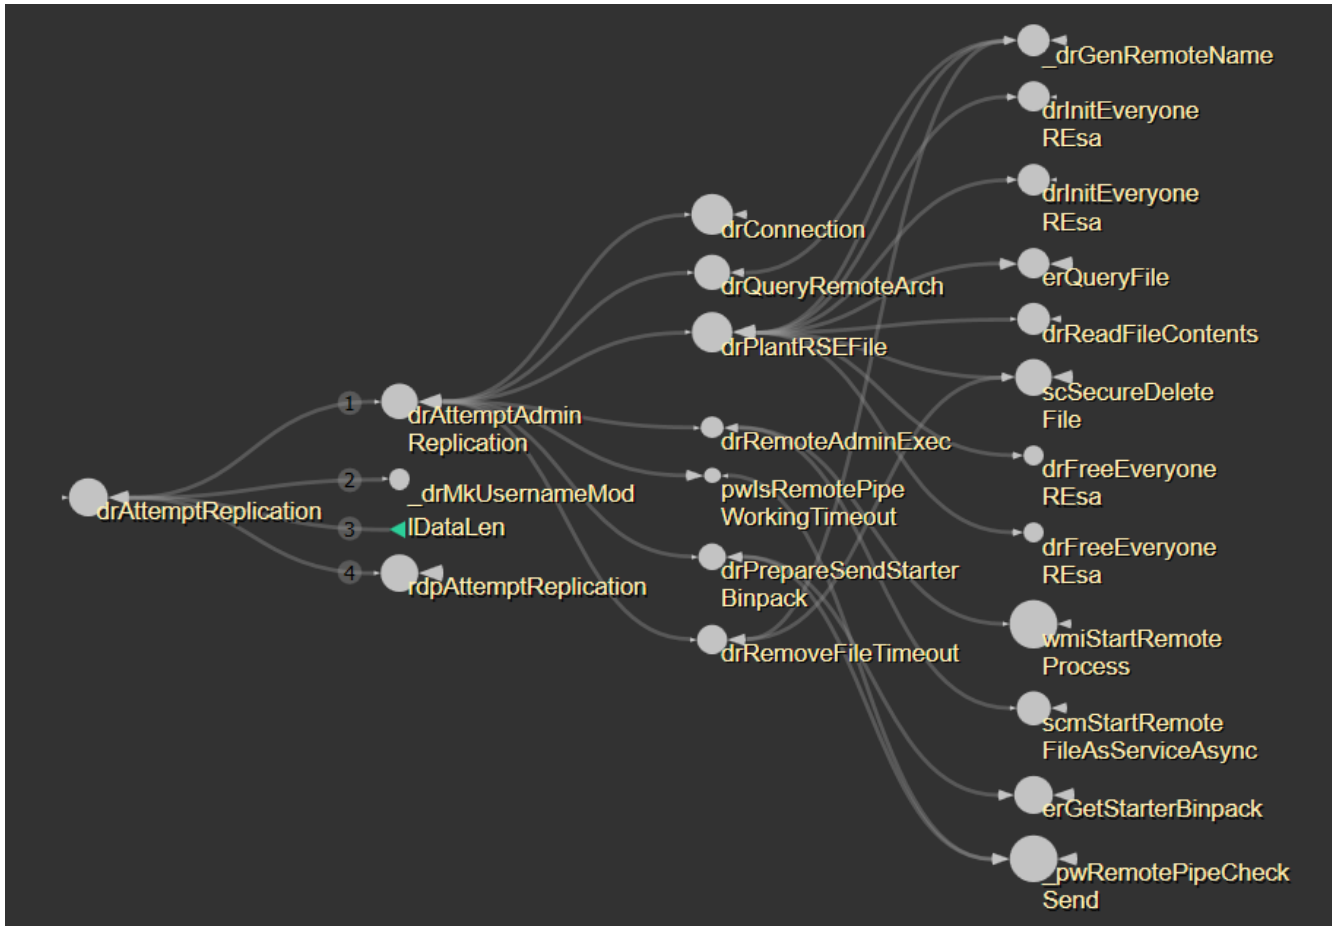 _drGenRemoteName
drInitEveryone
REsa
drInitEveryone
REsa
drConnection
erQueryFile
drQueryRemoteArch
drReadFileContents
drPlantRSEFile
scSecureDelete
File
1
drAttemptAdmin
Replication
drRemoteAdminExec
drFreeEveryone
REsa
2
_drMkUsernameMod
pwIsRemotePipe
WorkingTimeout
drAttemptReplication
3
lDataLen
drFreeEveryone
REsa
4
rdpAttemptReplication
drPrepareSendStarter
Binpack
drRemoveFileTimeout
wmiStartRemote
Process
scmStartRemote
FileAsServiceAsync
erGetStarterBinpack
_pwRemotePipeCheck
Send